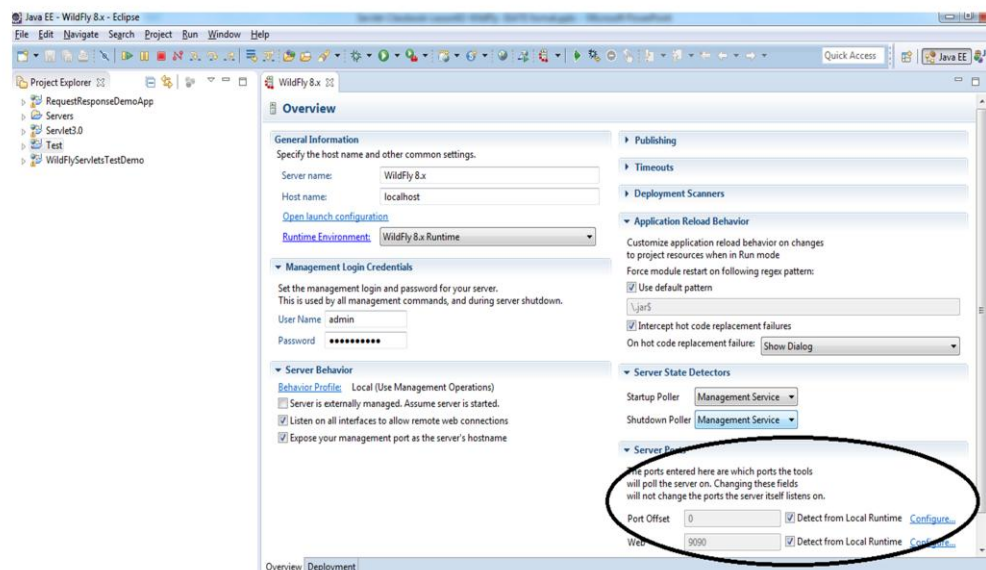 Java EE - WildFly 8.x - Eclipse
File Edit Navigate Search Project Run Window Help
Quick Access
Java EE
Project Explorer
RequestResponseDemoApp
Servers
Servlet3.0
Test
WildFlyServletsTestDemo
WildFly 8.x
Overview
General Information
Specify the host name and other common settings.
Server name: WildFly 8.x
Host name: localhost
Open launch configuration
Runtime Environment: WildFly 8.x Runtime
Management Login Credentials
Set the management login and password for your server.
This is used by all management commands, and during server shutdown.
User Name admin
Password ••••••••••
Server Behavior
Behavior Profile: Local (Use Management Operations)
Server is externally managed. Assume server is started.
Listen on all interfaces to allow remote web connections
Expose your management port as the server's hostname
Publishing
Timeouts
Deployment Scanners
Application Reload Behavior
Customize application reload behavior on changes
to project resources when in Run mode
Force module restart on following regex pattern:
Use default pattern
\.jar$
Intercept hot code replacement failures
On hot code replacement failure: Show Dialog
Server State Detectors
Startup Poller Management Service
Shutdown Poller Management Service
Server Ports
The ports entered here are which ports the tools
will poll the server on. Changing these fields
will not change the ports the server itself listens on.
Port Offset 0 Detect from Local Runtime Configure...
Web 9090 Detect from Local Runtime Configure...
Overview Deployment